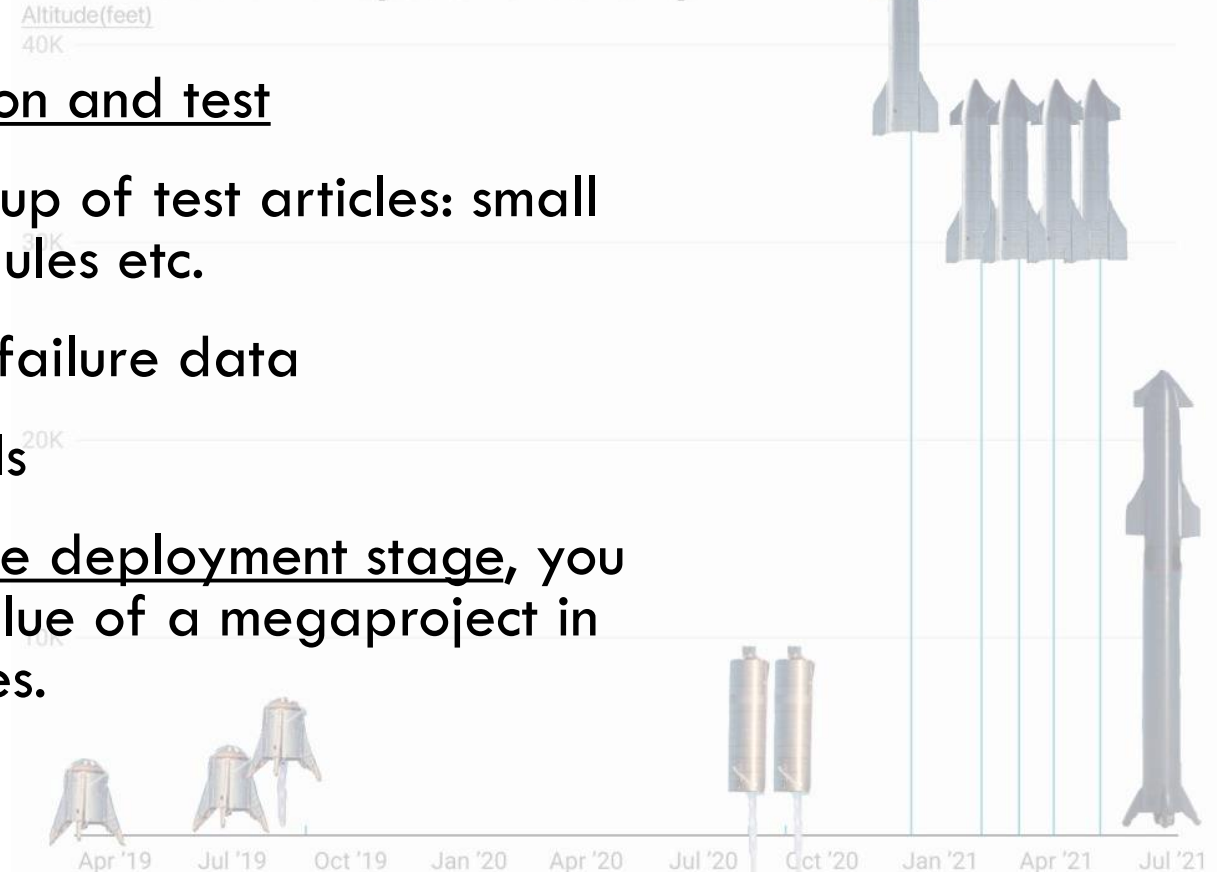 Altitude(feet)
40K
on and test
up of test articles: small
30K
ules etc.
failure data
20K
ls
e deployment stage, you
lue of a megaproject in
10K
es.
Apr '19 Jul '19 Oct '19 Jan '20 Apr '20 Jul '20 Oct '20 Jan '21 Apr '21 Jul '21